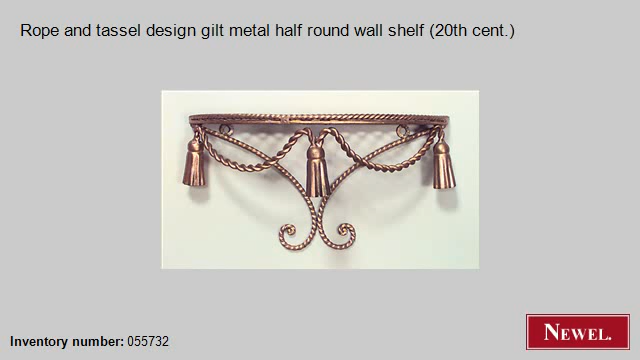 Rope and tassel design gilt metal half round wall shelf (20th cent.)
Inventory number: 055732
NEWEL.